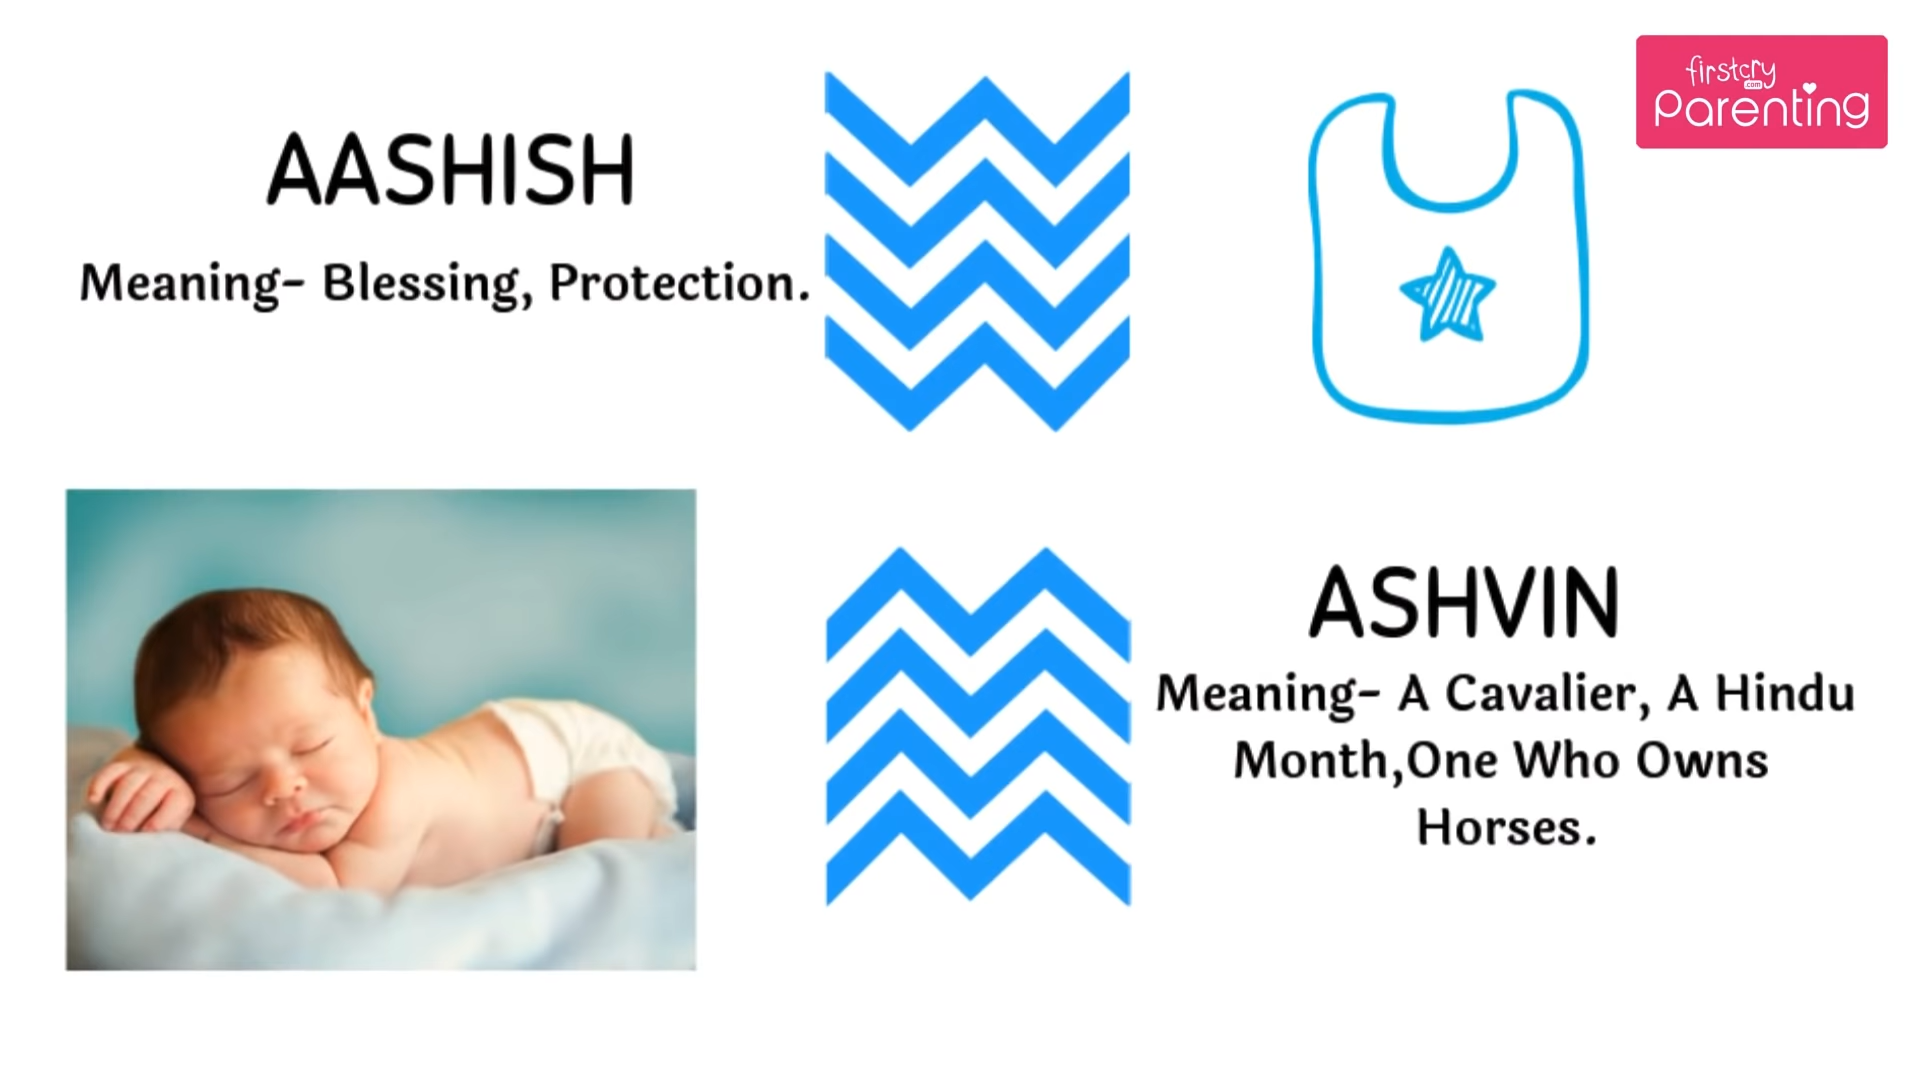 firstcry
.com
Parenting
AASHISH
Meaning- Blessing, Protection.
ASHVIN
Meaning- A Cavalier, A Hindu
Month,One Who Owns
Horses.